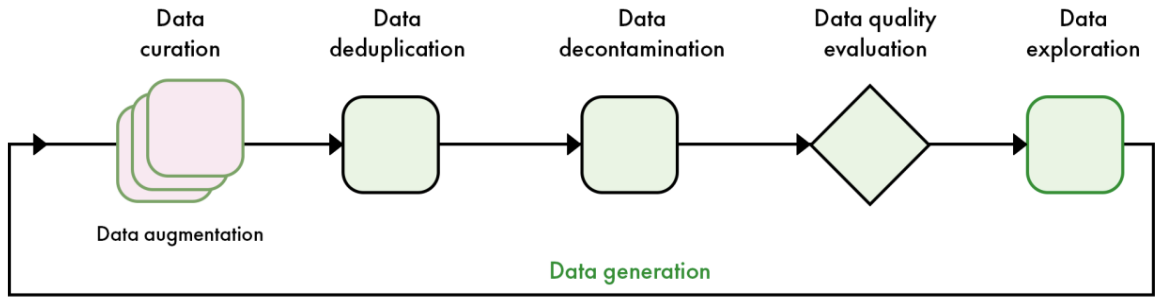 Data
curation
Data
deduplication
Data
decontamination
Data quality
evaluation
Data
exploration
Data augmentation
Data generation